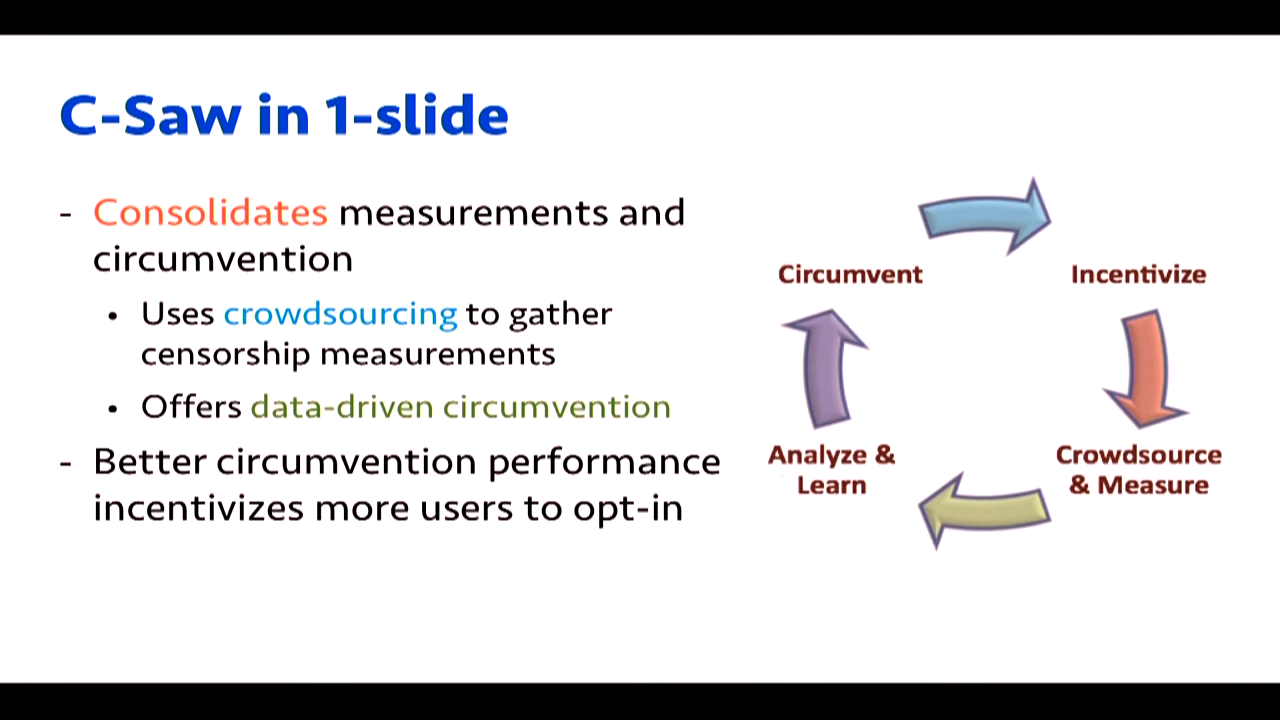 C-Saw in 1-slide
- Consolidates measurements and
circumvention
• Uses crowdsourcing to gather
censorship measurements
• Offers data-driven circumvention
- Better circumvention performance
incentivizes more users to opt-in
Circumvent
Incentivize
Crowdsource
& Measure
Analyze &
Learn